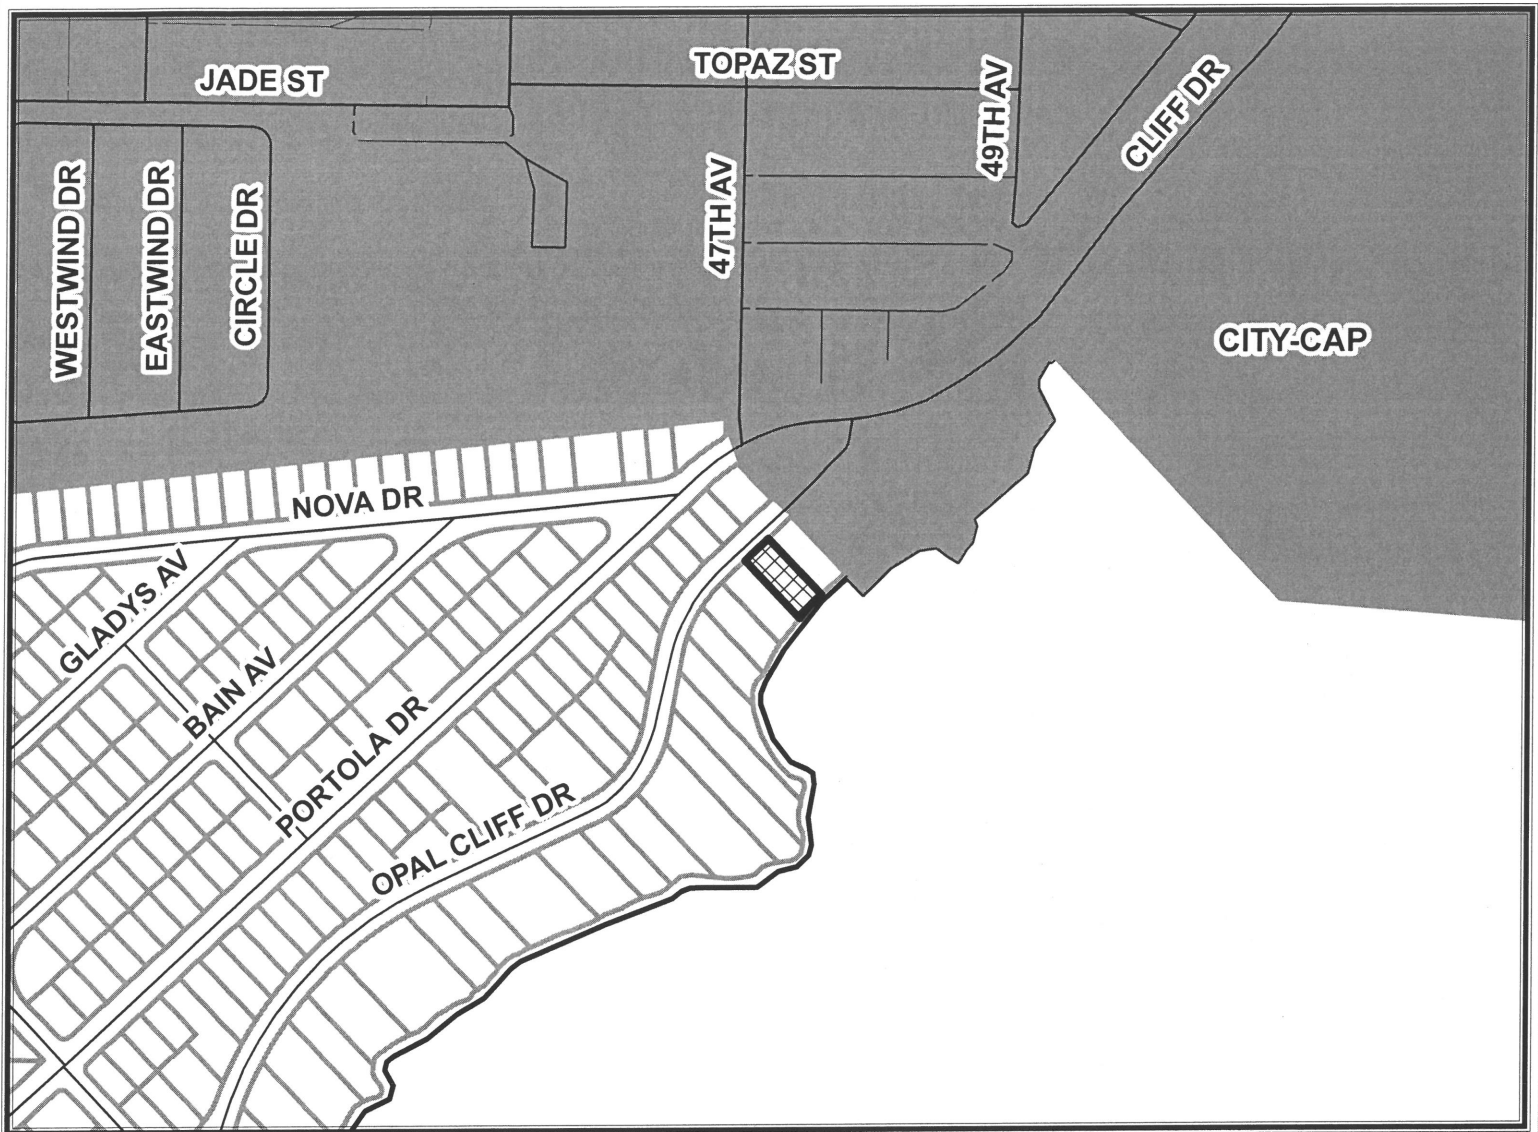 JADE ST
TOPAZ ST
49TH AV
CLIFF DR
47TH AV
WESTWIND DR
EASTWIND DR
CIRCLE DR
CITY-CAP
NOVA DR
GLADYS AV
BAIN AV
PORTOLA DR
OPAL CLIFF DR